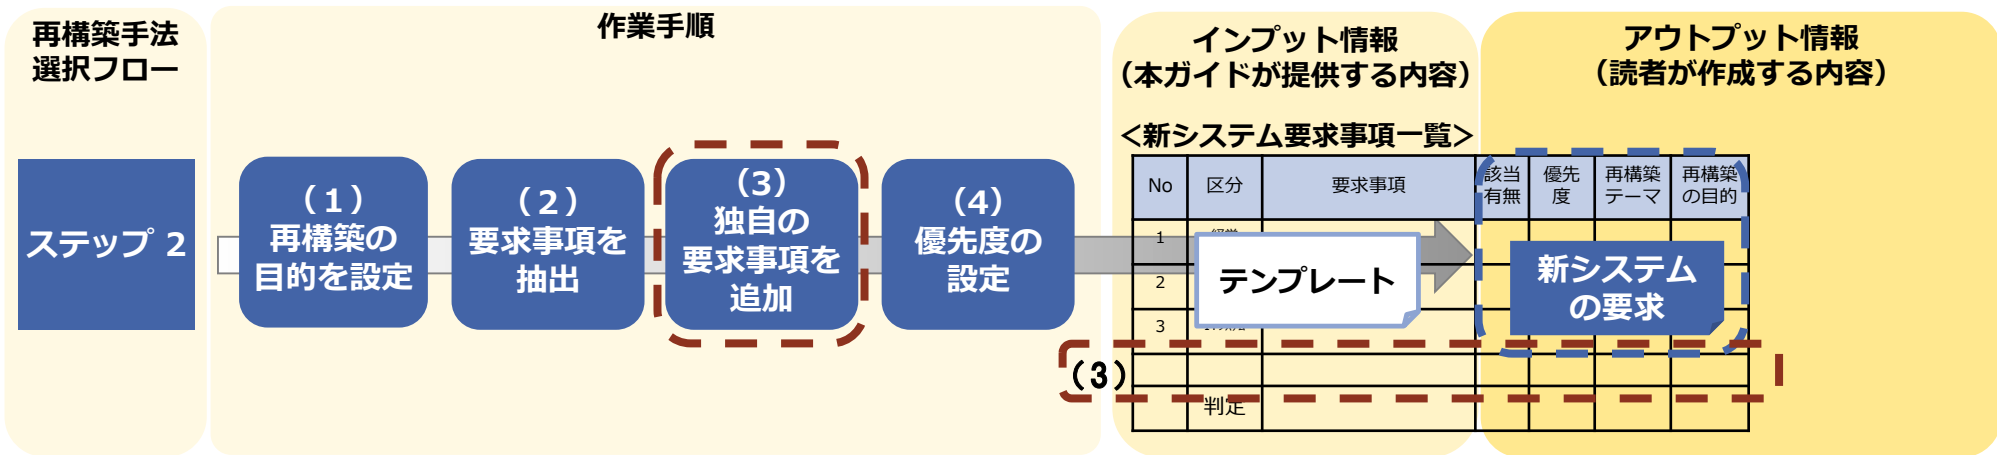 再構築手法
選択フロー
作業手順
インプット情報
（本ガイドが提供する内容）
アウトプット情報
（読者が作成する内容）
ステップ 2
（１）
再構築の
目的を設定
（２）
要求事項を
抽出
（3）
独自の
要求事項を
追加
（4）
優先度の
設定
＜新システム要求事項一覧＞
No
区分
要求事項
該当
有無
優先
度
再構築
テーマ
再構築
の目的
1
2
3
テンプレート
新システム
の要求
（3）
判定